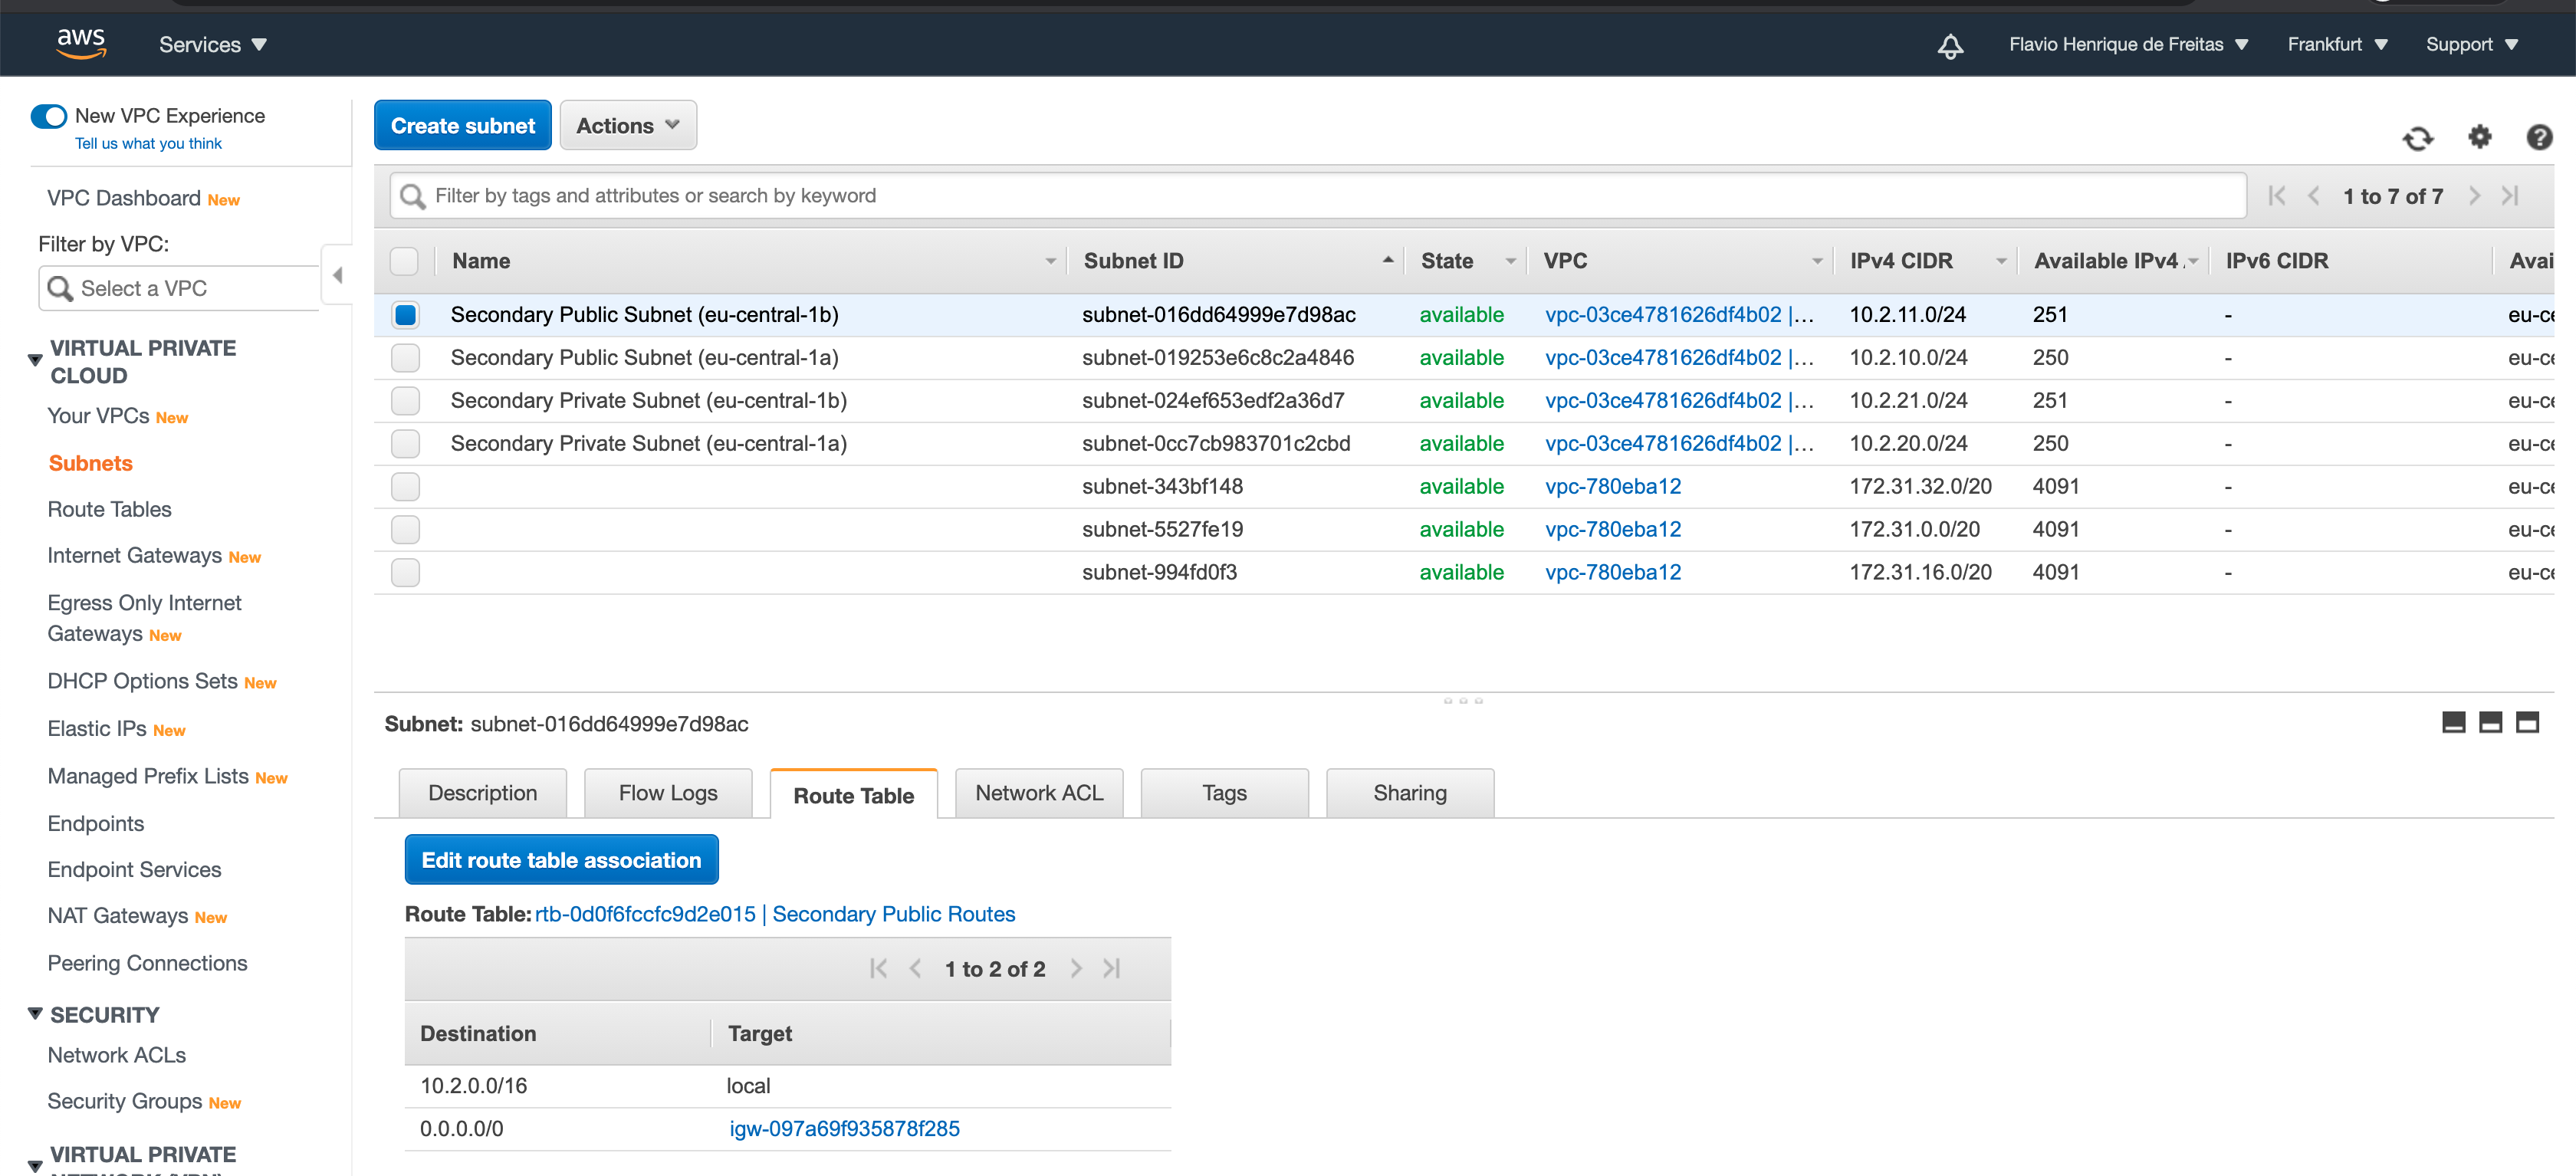 aws
Services
Flavio Henrique de Freitas
Frankfurt
Support
New VPC Experience
Tell us what you think
VPC Dashboard New
Filter by VPC:
Select a VPC
VIRTUAL PRIVATE
CLOUD
Your VPCs New
Subnets
Route Tables
Internet Gateways New
Egress Only Internet
Gateways New
DHCP Options Sets New
Elastic IPs New
Managed Prefix Lists New
Endpoints
Endpoint Services
NAT Gateways New
Peering Connections
SECURITY
Network ACLs
Security Groups New
VIRTUAL PRIVATE
Create subnet
Actions
Filter by tags and attributes or search by keyword
1 to 7 of 7
Name Subnet ID State VPC IPv4 CIDR Available IPv4 IPv6 CIDR Avai
Secondary Public Subnet (eu-central-1b) subnet-016dd64999e7d98ac available vpc-03ce4781626df4b02 |… 10.2.11.0/24 251 - eu-ce
Secondary Public Subnet (eu-central-1a) subnet-019253e6c8c2a4846 available vpc-03ce4781626df4b02 |… 10.2.10.0/24 250 - eu-ce
Secondary Private Subnet (eu-central-1b) subnet-024ef653edf2a36d7 available vpc-03ce4781626df4b02 |… 10.2.21.0/24 251 - eu-ce
Secondary Private Subnet (eu-central-1a) subnet-0cc7cb983701c2cbd available vpc-03ce4781626df4b02 |… 10.2.20.0/24 250 - eu-ce
subnet-343bf148 available vpc-780eba12 172.31.32.0/20 4091 - eu-ce
subnet-5527fe19 available vpc-780eba12 172.31.0.0/20 4091 - eu-ce
subnet-994fd0f3 available vpc-780eba12 172.31.16.0/20 4091 - eu-ce
Subnet: subnet-016dd64999e7d98ac
Description Flow Logs Route Table Network ACL Tags Sharing
Edit route table association
Route Table: rtb-0d0f6fccfc9d2e015 | Secondary Public Routes
1 to 2 of 2
Destination Target
10.2.0.0/16 local
0.0.0.0/0 igw-097a69f935878f285